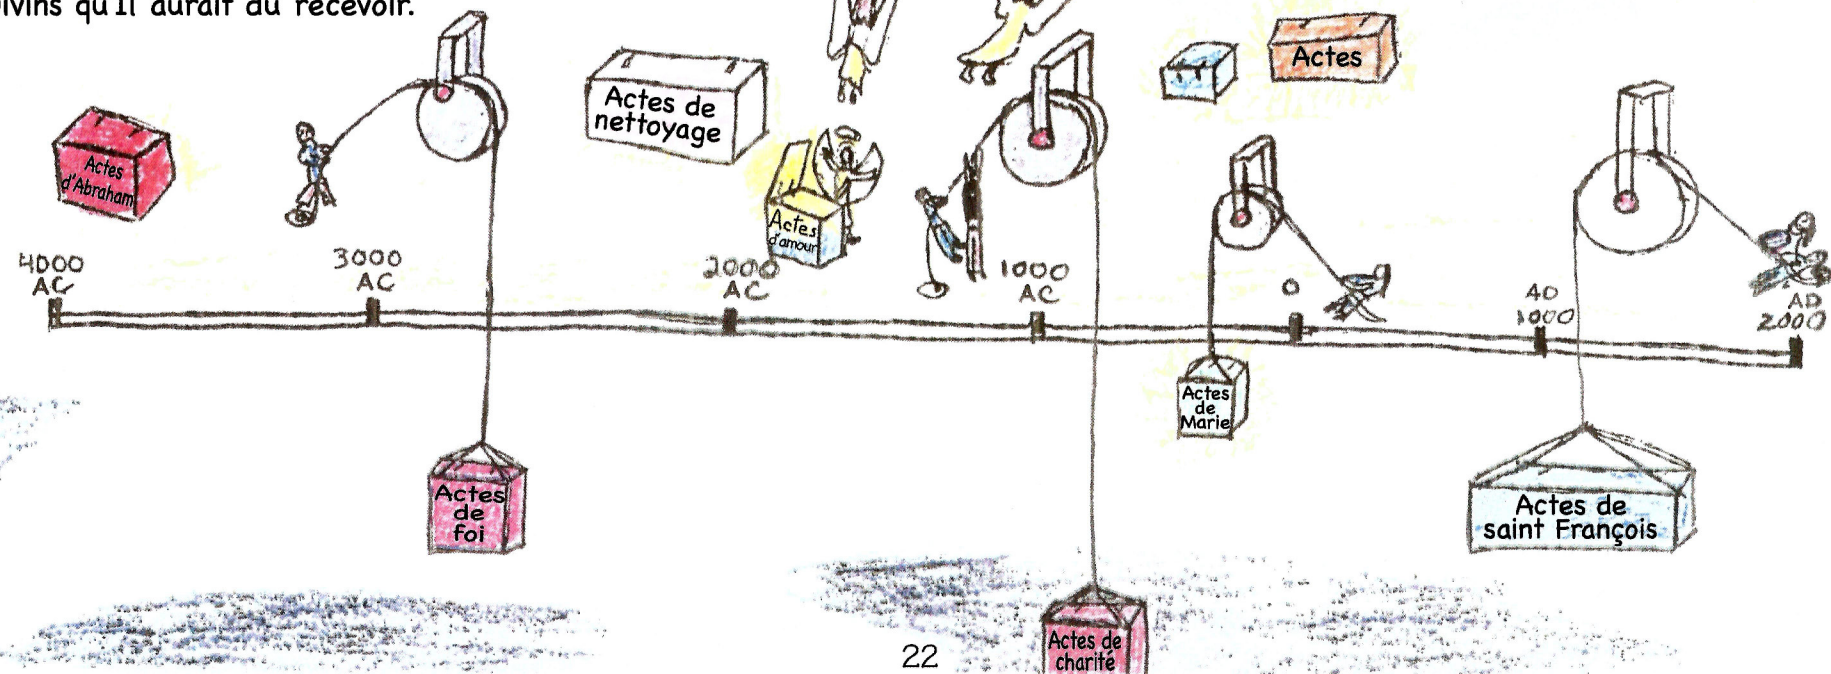 ivins qu'Il aurait dû recevoir.
Actes
Actes de
nettoyage
Actes
d'Abraham
Actes
d'amour
4000
AC
3000
AC
2000
AC
1000
AC
0
AD
1000
AD
2000
Actes
de
Marie
Actes
de
foi
Actes de
saint François
Actes de
charité
22